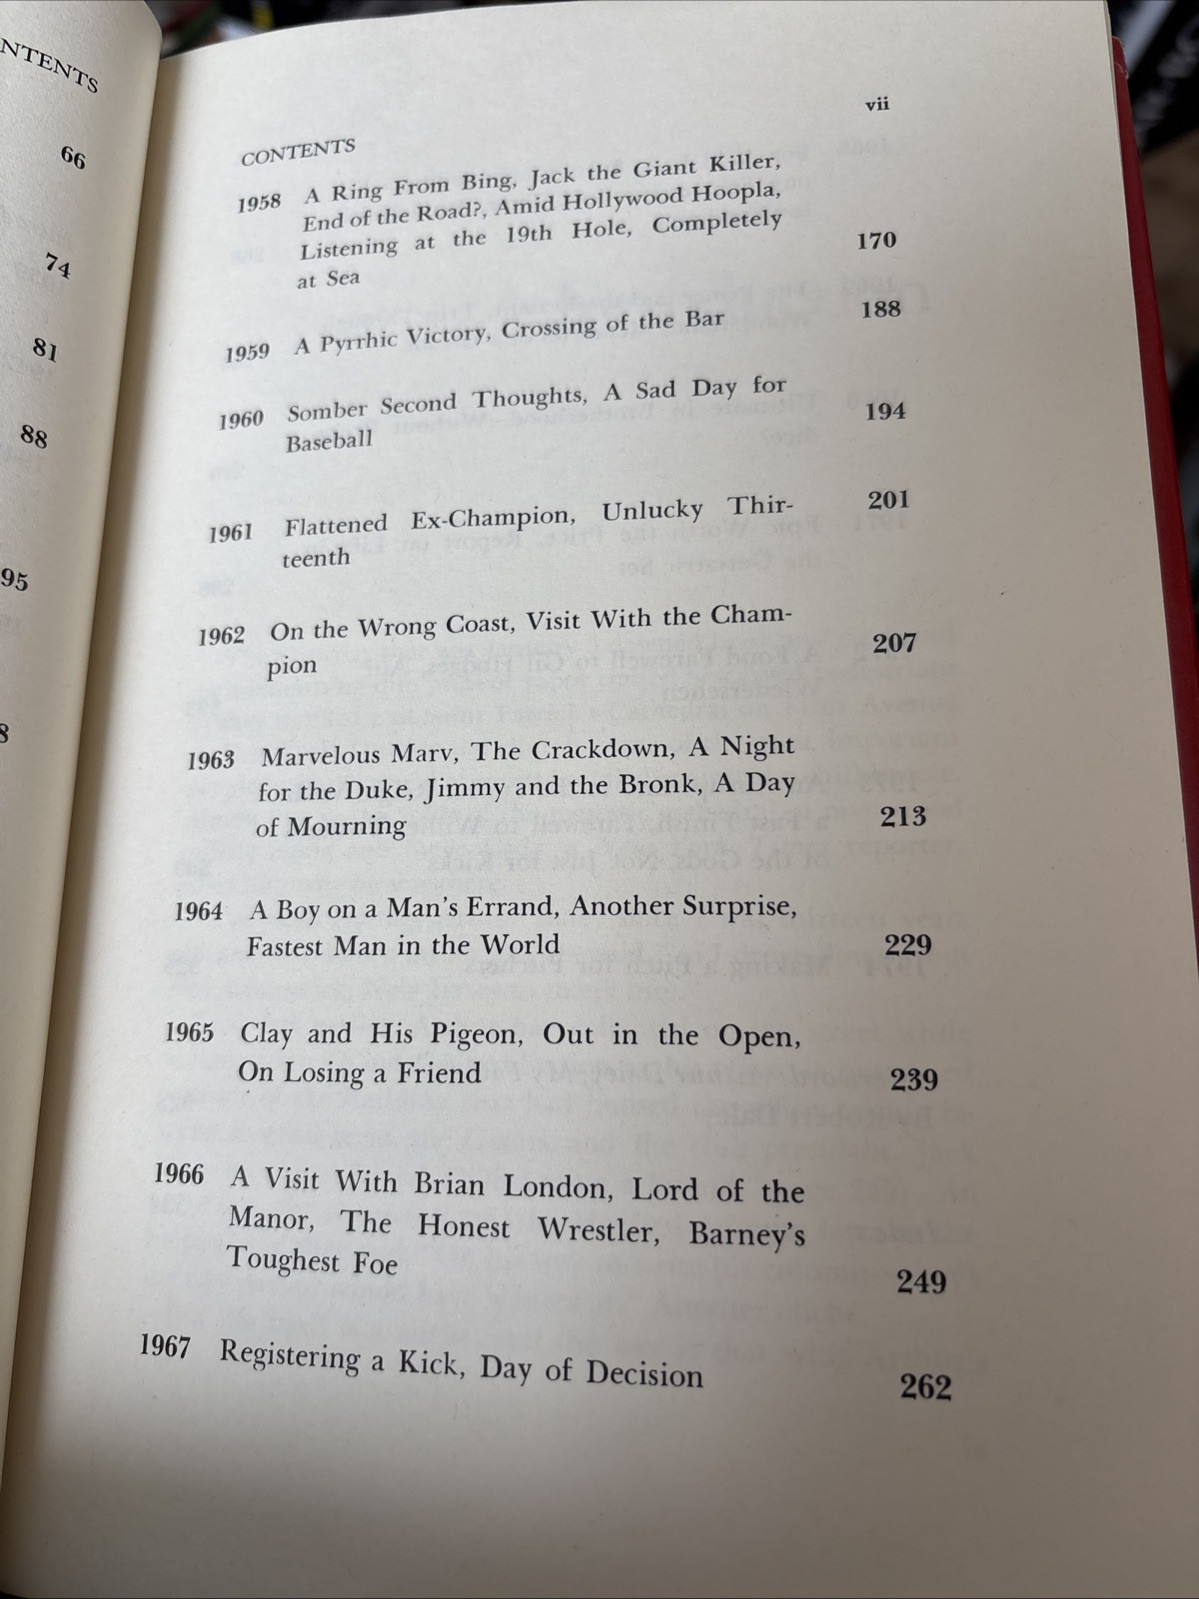 NTENTS
66
74
81
88
95
8
vii
CONTENTS
1958 A Ring From Bing, Jack the Giant Killer,
End of the Road?, Amid Hollywood Hoopla,
Listening at the 19th Hole, Completely
at Sea 170
1959 A Pyrrhic Victory, Crossing of the Bar 188
1960 Somber Second Thoughts, A Sad Day for
Baseball 194
1961 Flattened Ex-Champion, Unlucky Thir-
teenth 201
1962 On the Wrong Coast, Visit With the Cham-
pion 207
1963 Marvelous Marv, The Crackdown, A Night
for the Duke, Jimmy and the Bronk, A Day
of Mourning 213
1964 A Boy on a Man's Errand, Another Surprise,
Fastest Man in the World 229
1965 Clay and His Pigeon, Out in the Open,
On Losing a Friend 239
1966 A Visit With Brian London, Lord of the
Manor, The Honest Wrestler, Barney's
Toughest Foe 249
1967 Registering a Kick, Day of Decision 262